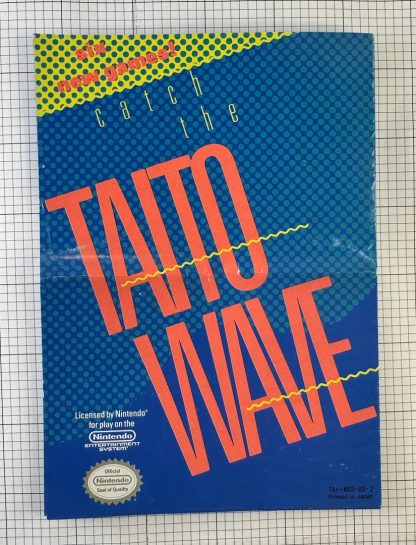 six
new games!
catch
the
TAITO
WAVE
Licensed by Nintendo®
for play on the
Nintendo
ENTERTAINMENT
SYSTEM®
Official
Nintendo
Seal of Quality
TAI-NES-US-3
Printed in Japan